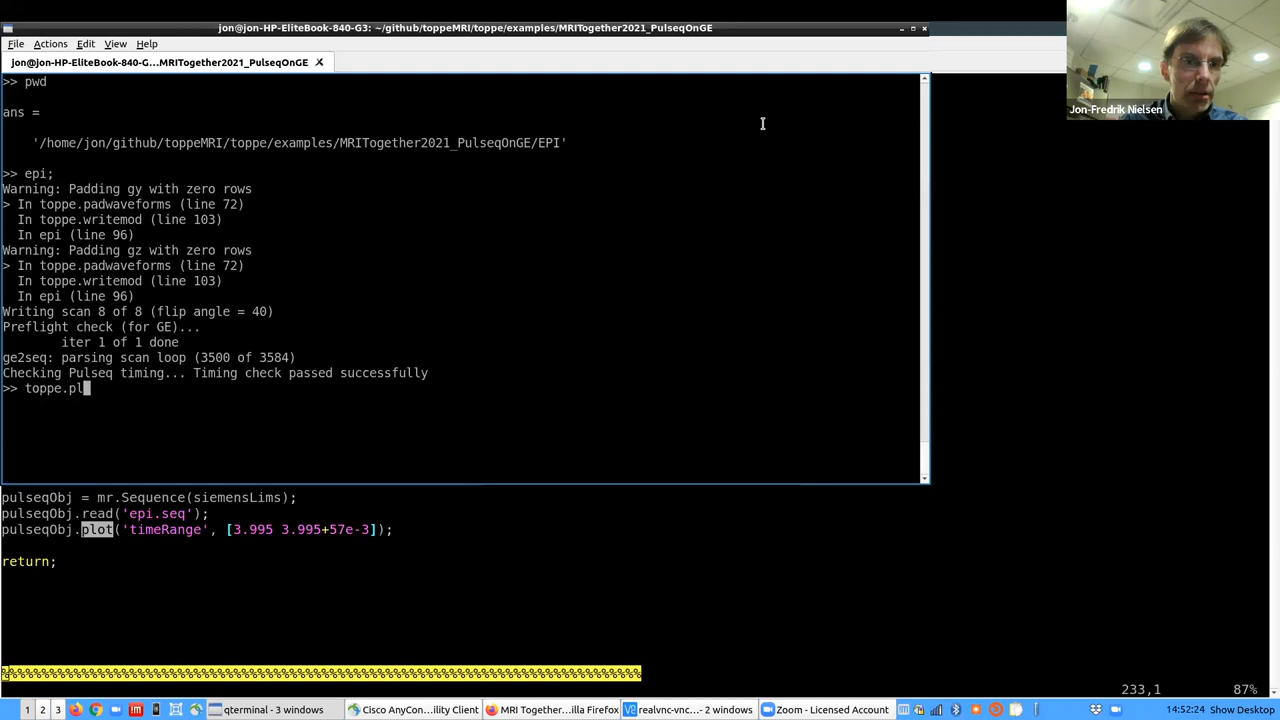 jon@jon-HP-EliteBook-840-G3: ~/github/toppeMRI/toppe/examples/MRITogether2021_PulseqOnGE
File Actions Edit View Help
jon@jon-HP-EliteBook-840-G...MRITogether2021_PulseqOnGE
>> pwd
ans =
'/home/jon/github/toppeMRI/toppe/examples/MRITogether2021_PulseqOnGE/EPI'
>> epi;
Warning: Padding gy with zero rows
> In toppe.padwaveforms (line 72)
In toppe.writemod (line 103)
In epi (line 96)
Warning: Padding gz with zero rows
> In toppe.padwaveforms (line 72)
In toppe.writemod (line 103)
In epi (line 96)
Writing scan 8 of 8 (flip angle = 40)
Preflight check (for GE)...
iter 1 of 1 done
ge2seq: parsing scan loop (3500 of 3584)
Checking Pulseq timing... Timing check passed successfully
>> toppe.pl
Jon-Fredrik Nielsen
pulseqObj = mr.Sequence(siemensLims);
pulseqObj.read('epi.seq');
pulseqObj.plot('timeRange', [3.995 3.995+57e-3]);
return;
%%%%%%%%%%%%%%%%%%%%%%%%%%%%%%%%%%%%%%%%%%%%%%%%%%%%%%%%%%%%%%%%%%%%%%%%%%%%%%%%
233,1 87%
1 2 3 qterminal - 3 windows Cisco AnyCon...ility Client MRI Together...illa Firefox realvnc-vnc... - 2 windows Zoom - Licensed Account 14:52:24 Show Desktop